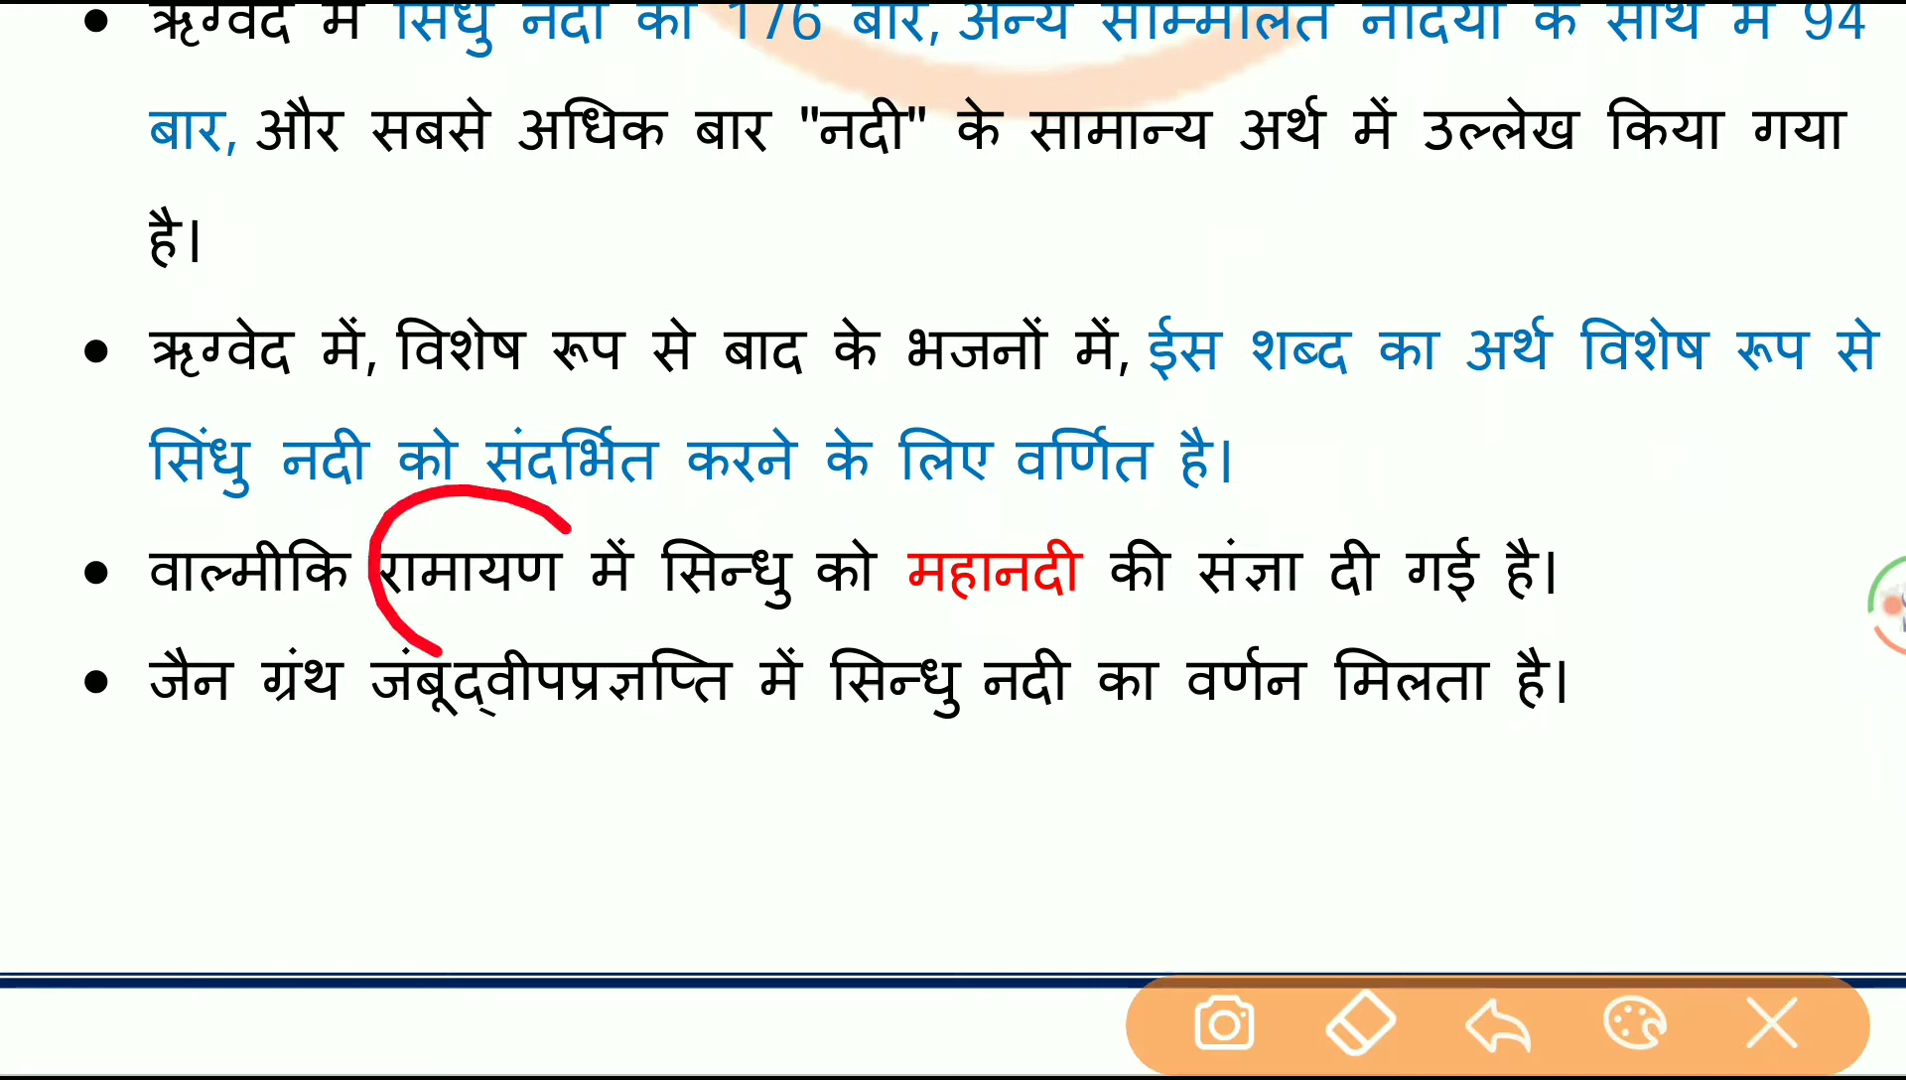 • ऋग्वेद में सिंधु नदी का 176 बार, अन्य सम्मिलित नदियों के साथ में 94
बार, और सबसे अधिक बार "नदी" के सामान्य अर्थ में उल्लेख किया गया
है।
• ऋग्वेद में, विशेष रूप से बाद के भजनों में, ईस शब्द का अर्थ विशेष रूप से
सिंधु नदी को संदर्भित करने के लिए वर्णित है।
• वाल्मीकि रामायण में सिन्धु को महानदी की संज्ञा दी गई है।
• जैन ग्रंथ जंबूद्वीपप्रज्ञप्ति में सिन्धु नदी का वर्णन मिलता है।